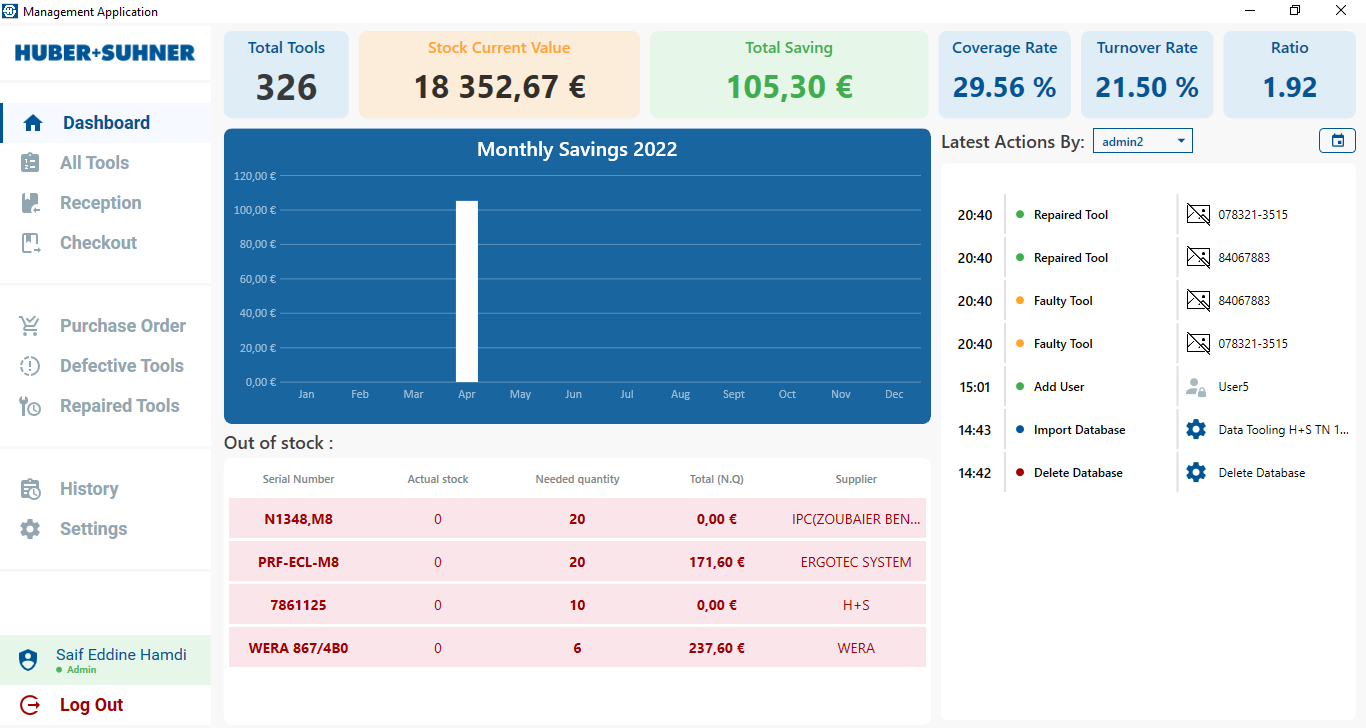 Management Application
HUBER+SUHNER
Dashboard
All Tools
Reception
Checkout
Purchase Order
Defective Tools
Repaired Tools
History
Settings
Saif Eddine Hamdi
Admin
Log Out
Total Tools
326
Stock Current Value
18 352,67 €
Total Saving
105,30 €
Coverage Rate
29.56 %
Turnover Rate
21.50 %
Ratio
1.92
Monthly Savings 2022
120,00 €
100,00 €
80,00 €
60,00 €
40,00 €
20,00 €
0,00 €
Jan Feb Mar Apr May Jun Jul Aug Sept Oct Nov Dec
Out of stock :
Serial Number Actual stock Needed quantity Total (N.Q) Supplier
N1348,M8 0 20 0,00 € IPC(ZOUBAIER BEN...
PRF-ECL-M8 0 20 171,60 € ERGOTEC SYSTEM
7861125 0 10 0,00 € H+S
WERA 867/4B0 0 6 237,60 € WERA
Latest Actions By: admin2
20:40 Repaired Tool 078321-3515
20:40 Repaired Tool 84067883
20:40 Faulty Tool 84067883
20:40 Faulty Tool 078321-3515
15:01 Add User User5
14:43 Import Database Data Tooling H+S TN 1...
14:42 Delete Database Delete Database